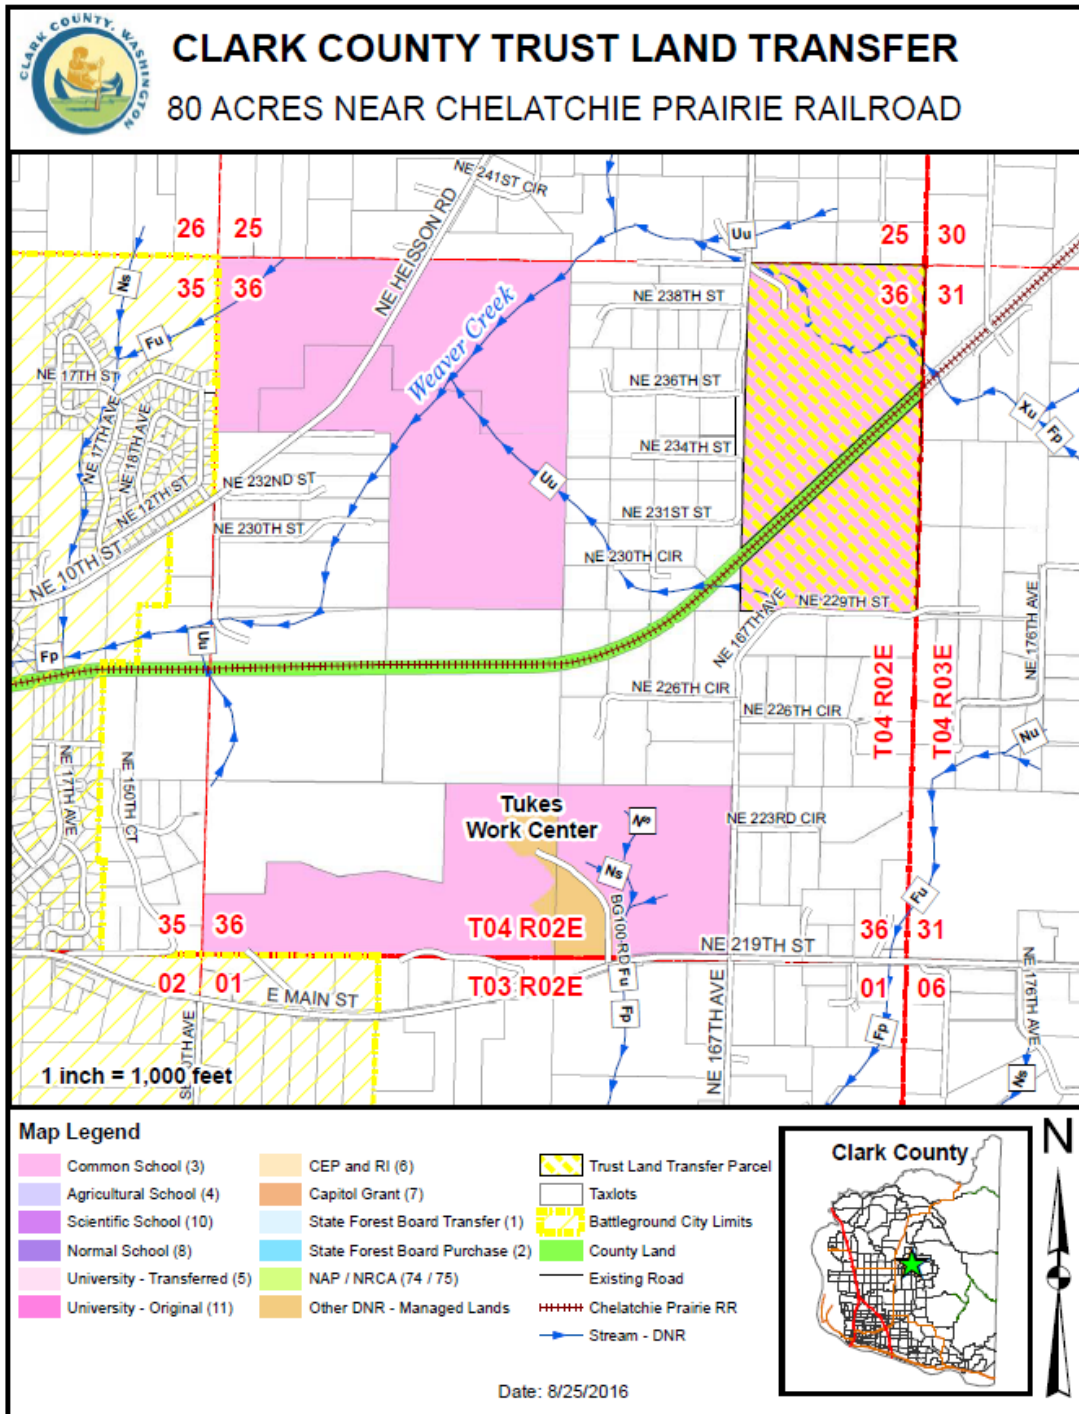 CLARK COUNTY, WASHINGTON
CLARK COUNTY TRUST LAND TRANSFER
80 ACRES NEAR CHELATCHIE PRAIRIE RAILROAD
NE 241ST CIR
NE HEISSON RD
26 25
35 36
25 30
36 31
Uu
Ns
Fu
Weaver Creek
NE 238TH ST
NE 236TH ST
NE 234TH ST
NE 17TH ST
NE 17TH AVE
NE 18TH AVE
NE 12TH ST
NE 10TH ST
NE 232ND ST
NE 230TH ST
Uu
Xu
Fp
NE 231ST ST
NE 230TH CIR
NE 229TH ST
NE 167TH AVE
NE 176TH AVE
Uu
Fp
NE 226TH CIR
NE 226TH CIR
T04 R02E
T04 R03E
Nu
NE 17TH AVE
NE 150TH CT
Tukes
Work Center
Ns
Ns
NE 223RD CIR
BG100 RD
Fu
35 36
T04 R02E
NE 219TH ST
36 31
02 01
T03 R02E
01 06
E MAIN ST
Fu
Fp
Fp
NE 167TH AVE
NE 176TH AVE
Ns
1 inch = 1,000 feet
Map Legend
Common School (3)
Agricultural School (4)
Scientific School (10)
Normal School (8)
University - Transferred (5)
University - Original (11)
CEP and RI (6)
Capitol Grant (7)
State Forest Board Transfer (1)
State Forest Board Purchase (2)
NAP / NRCA (74 / 75)
Other DNR - Managed Lands
Trust Land Transfer Parcel
Taxlots
Battleground City Limits
County Land
Existing Road
Chelatchie Prairie RR
Stream - DNR
Clark County
N
Date: 8/25/2016